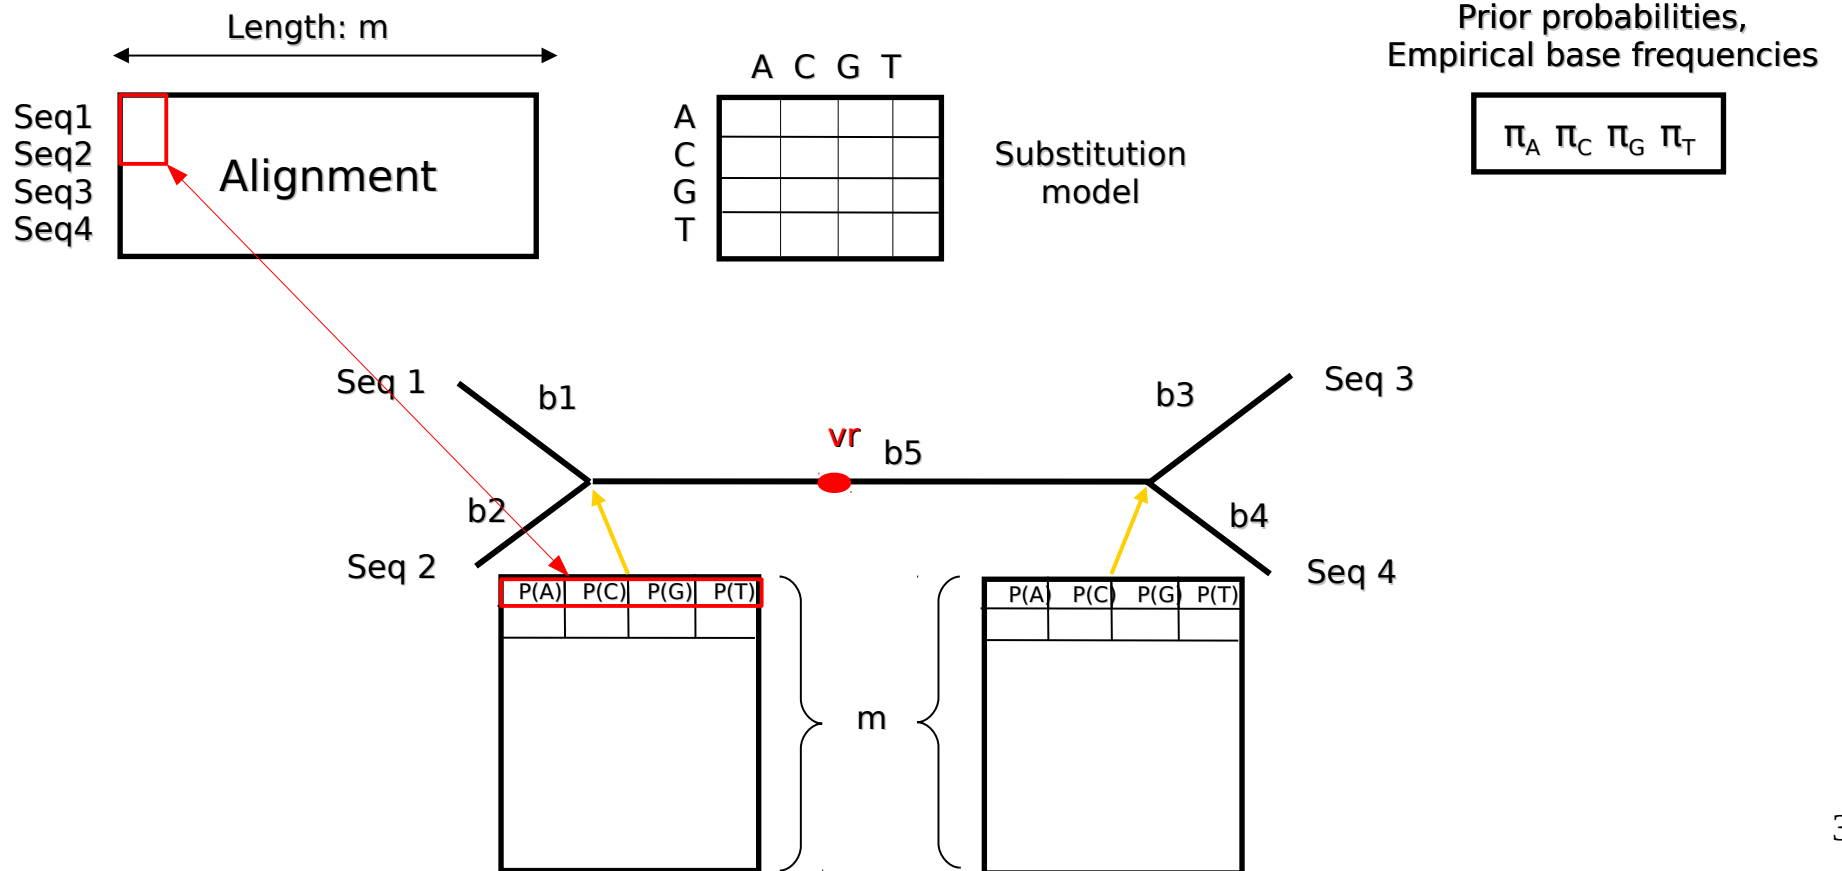 Length: m
Seq1
Seq2
Seq3
Seq4
Alignment
A C G T
A
C
G
T
Substitution
model
Prior probabilities,
Empirical base frequencies
πA πC πG πT
Seq 1
b1
b2
Seq 2
vr
b5
b3
Seq 3
b4
Seq 4
P(A) P(C) P(G) P(T)
m
P(A) P(C) P(G) P(T)
3